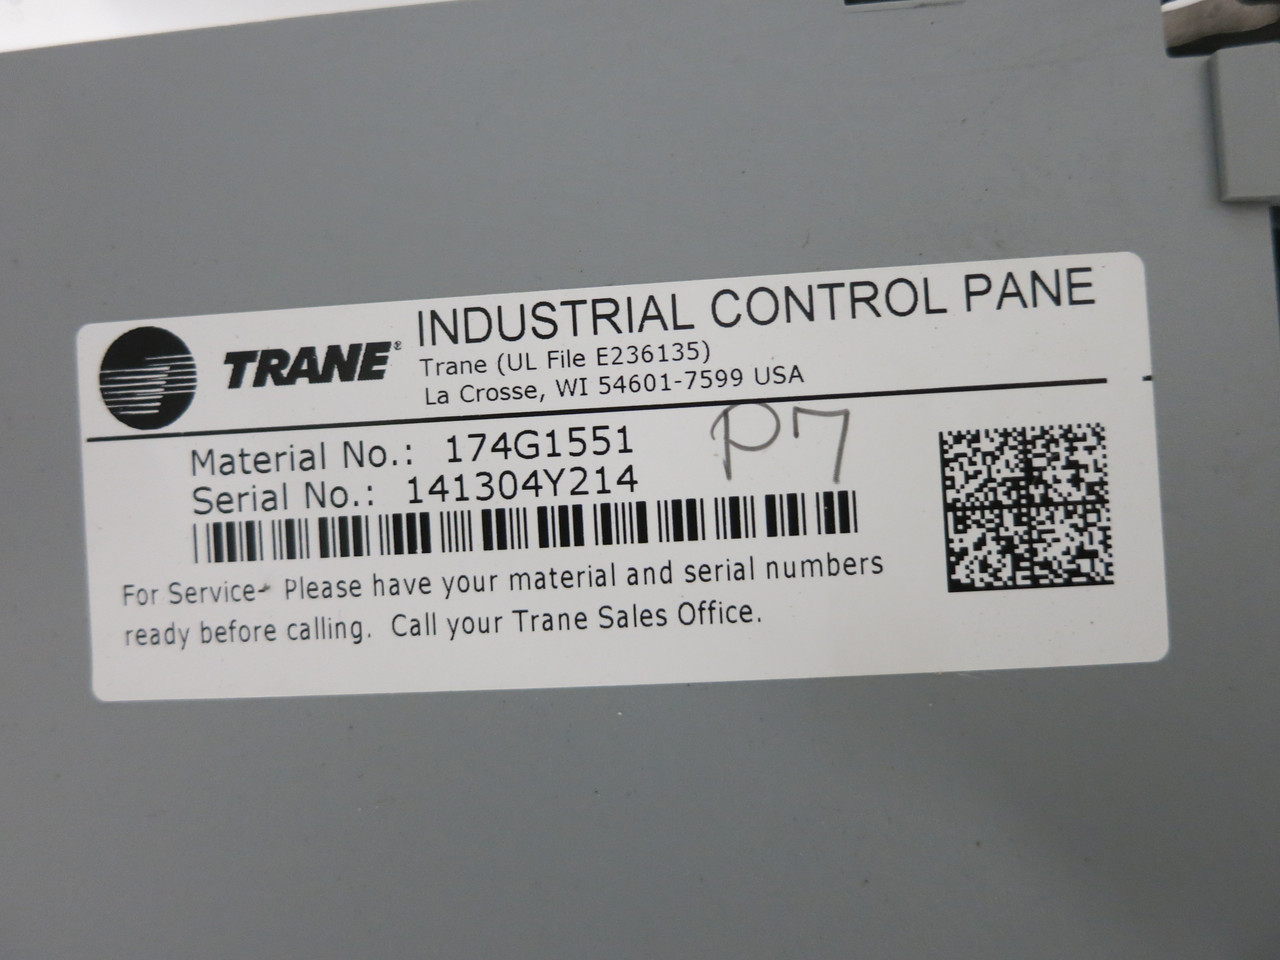 TRANE®
INDUSTRIAL CONTROL PANE
Trane (UL File E236135)
La Crosse, WI 54601-7599 USA
Material No.: 174G1551
P7
Serial No.: 141304Y214
For Service- Please have your material and serial numbers
ready before calling. Call your Trane Sales Office.